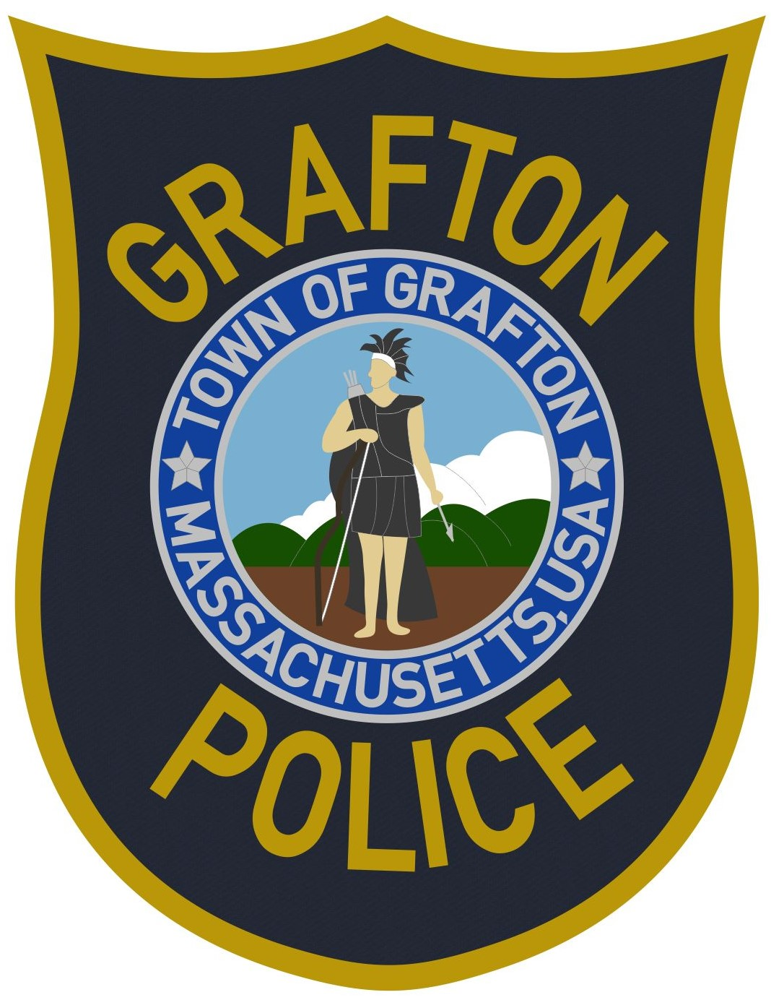 GRAFTON
TOWN OF GRAFTON
MASSACHUSETTS, USA
POLICE